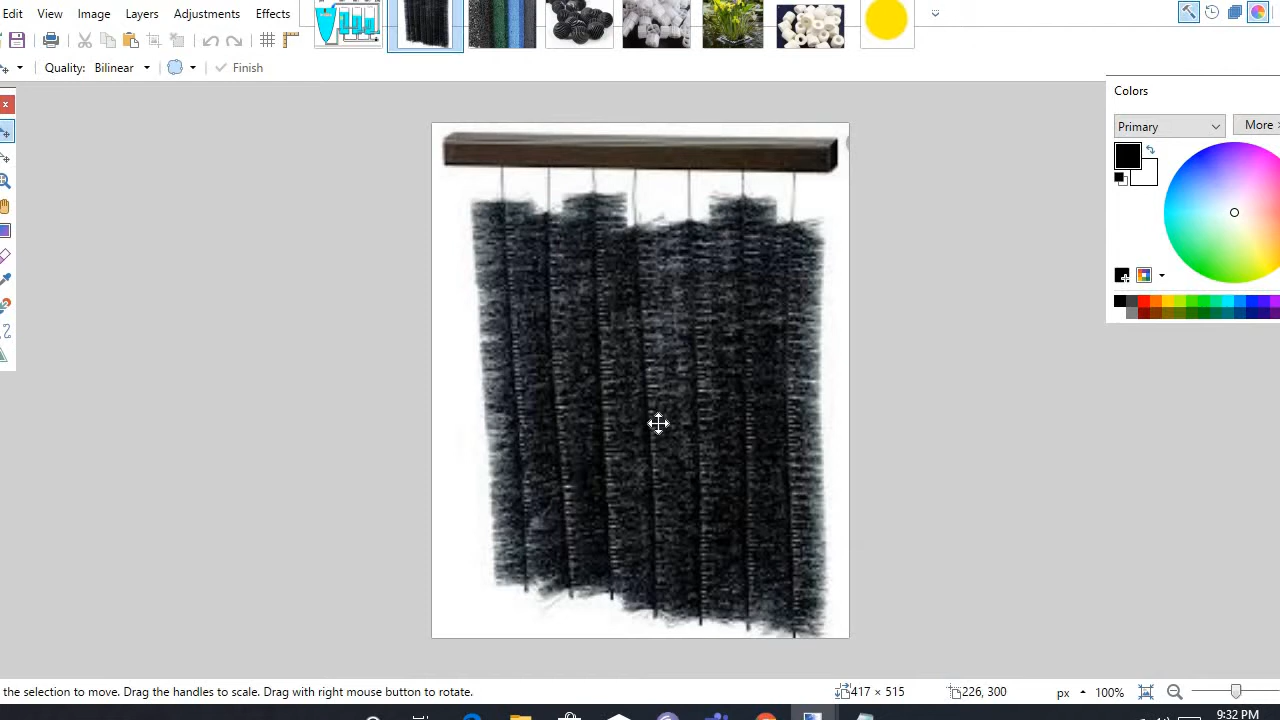 Edit View Image Layers Adjustments Effects
Quality: Bilinear Finish
Colors
Primary More
the selection to move. Drag the handles to scale. Drag with right mouse button to rotate.
417 × 515 226, 300 px 100%
9:32 PM